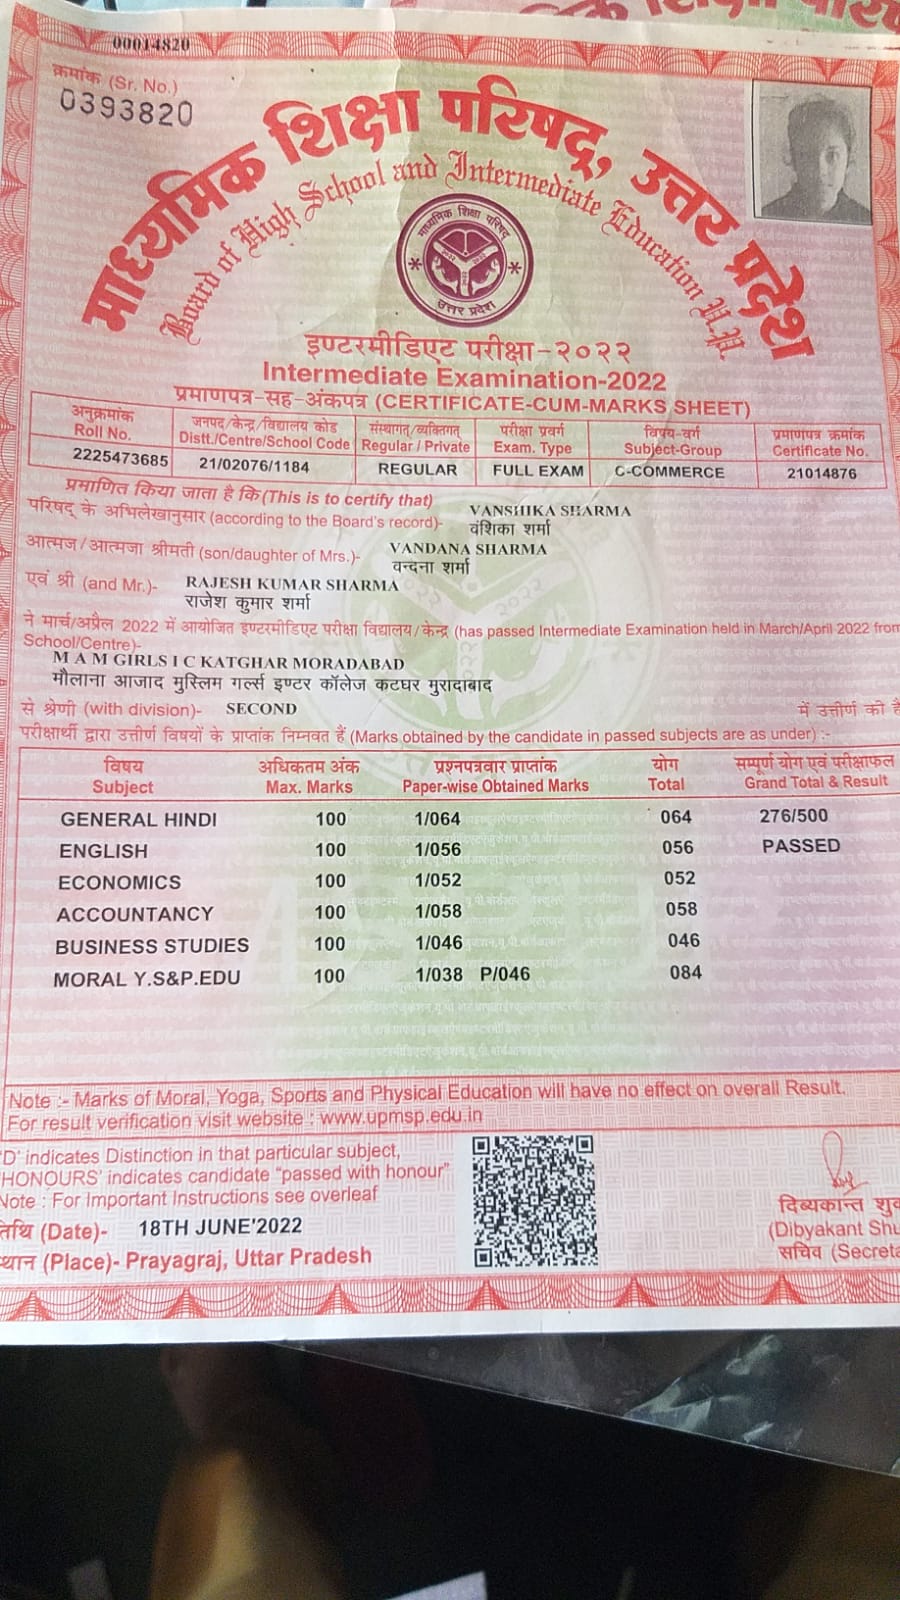 00014820
क्रमांक (Sr. No.)
0393820
माध्यमिक शिक्षा परिषद्, उत्तर प्रदेश
Board of High School and Intermediate Education U.P.
माध्यमिक शिक्षा परिषद्
उत्तर प्रदेश
इण्टरमीडिएट परीक्षा-२०२२
Intermediate Examination-2022
प्रमाणपत्र-सह-अंकपत्र (CERTIFICATE-CUM-MARKS SHEET)
अनुक्रमांक जनपद/केन्द्र/विद्यालय कोड संस्थागत/व्यक्तिगत परीक्षा प्रवर्ग विषय-वर्ग प्रमाणपत्र क्रमांक
Roll No. Distt./Centre/School Code Regular / Private Exam. Type Subject-Group Certificate No.
2225473685 21/02076/1184 REGULAR FULL EXAM C-COMMERCE 21014876
प्रमाणित किया जाता है कि (This is to certify that)
परिषद् के अभिलेखानुसार (according to the Board's record)- VANSHIKA SHARMA
वंशिका शर्मा
आत्मज/आत्मजा श्रीमती (son/daughter of Mrs.)- VANDANA SHARMA
वन्दना शर्मा
एवं श्री (and Mr.)- RAJESH KUMAR SHARMA
राजेश कुमार शर्मा
ने मार्च/अप्रैल 2022 में आयोजित इण्टरमीडिएट परीक्षा विद्यालय/केन्द्र (has passed Intermediate Examination held in March/April 2022 from
School/Centre)-
M A M GIRLS I C KATGHAR MORADABAD
मौलाना आजाद मुस्लिम गर्ल्स इण्टर कॉलेज कटघर मुरादाबाद
से श्रेणी (with division)- SECOND में उत्तीर्ण की है
परीक्षार्थी द्वारा उत्तीर्ण विषयों के प्राप्तांक निम्नवत हैं (Marks obtained by the candidate in passed subjects are as under) :-
विषय अधिकतम अंक प्रश्नपत्रवार प्राप्तांक योग सम्पूर्ण योग एवं परीक्षाफल
Subject Max. Marks Paper-wise Obtained Marks Total Grand Total & Result
GENERAL HINDI 100 1/064 064 276/500
ENGLISH 100 1/056 056 PASSED
ECONOMICS 100 1/052 052
ACCOUNTANCY 100 1/058 058
BUSINESS STUDIES 100 1/046 046
MORAL Y.S&P.EDU 100 1/038 P/046 084
Note :- Marks of Moral, Yoga, Sports and Physical Education will have no effect on overall Result.
For result verification visit website : www.upmsp.edu.in
'D' indicates Distinction in that particular subject,
'HONOURS' indicates candidate "passed with honour"
Note : For Important Instructions see overleaf
तिथि (Date)- 18TH JUNE'2022
स्थान (Place)- Prayagraj, Uttar Pradesh
दिव्यकान्त शु
(Dibyakant Shu
सचिव (Secreta